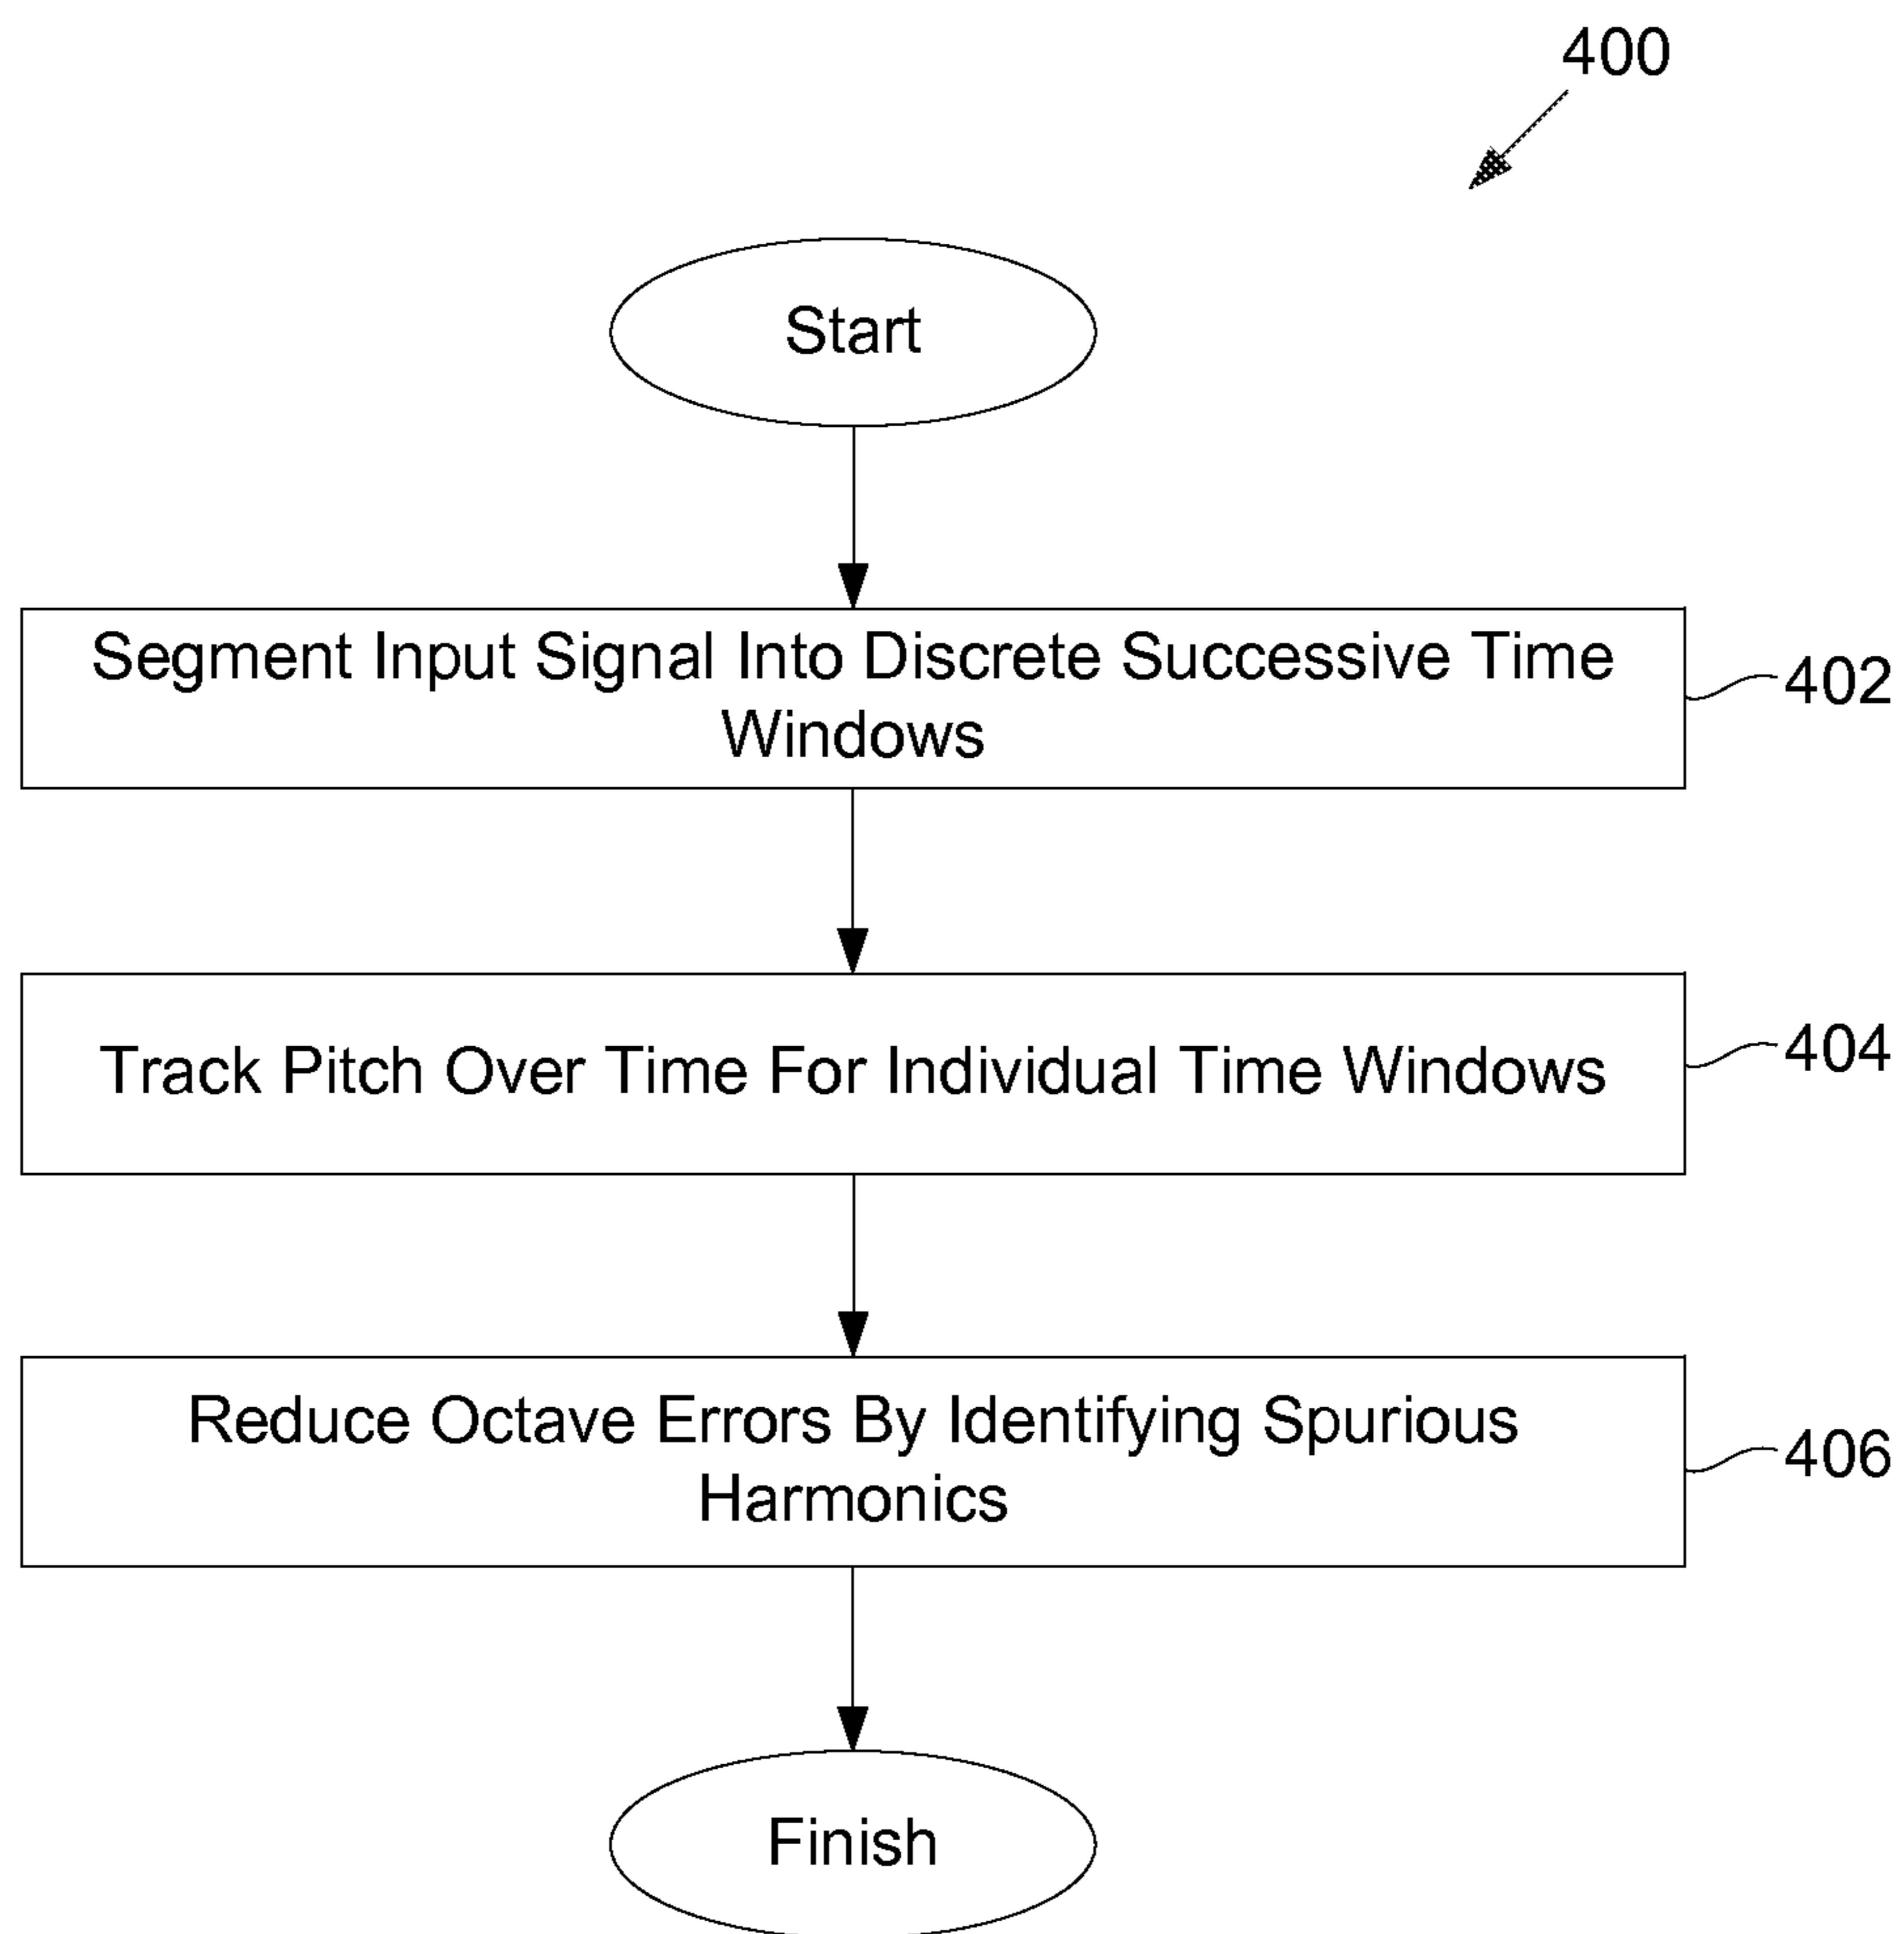 400
Start
Segment Input Signal Into Discrete Successive Time
Windows
402
Track Pitch Over Time For Individual Time Windows
404
Reduce Octave Errors By Identifying Spurious
Harmonics
406
Finish